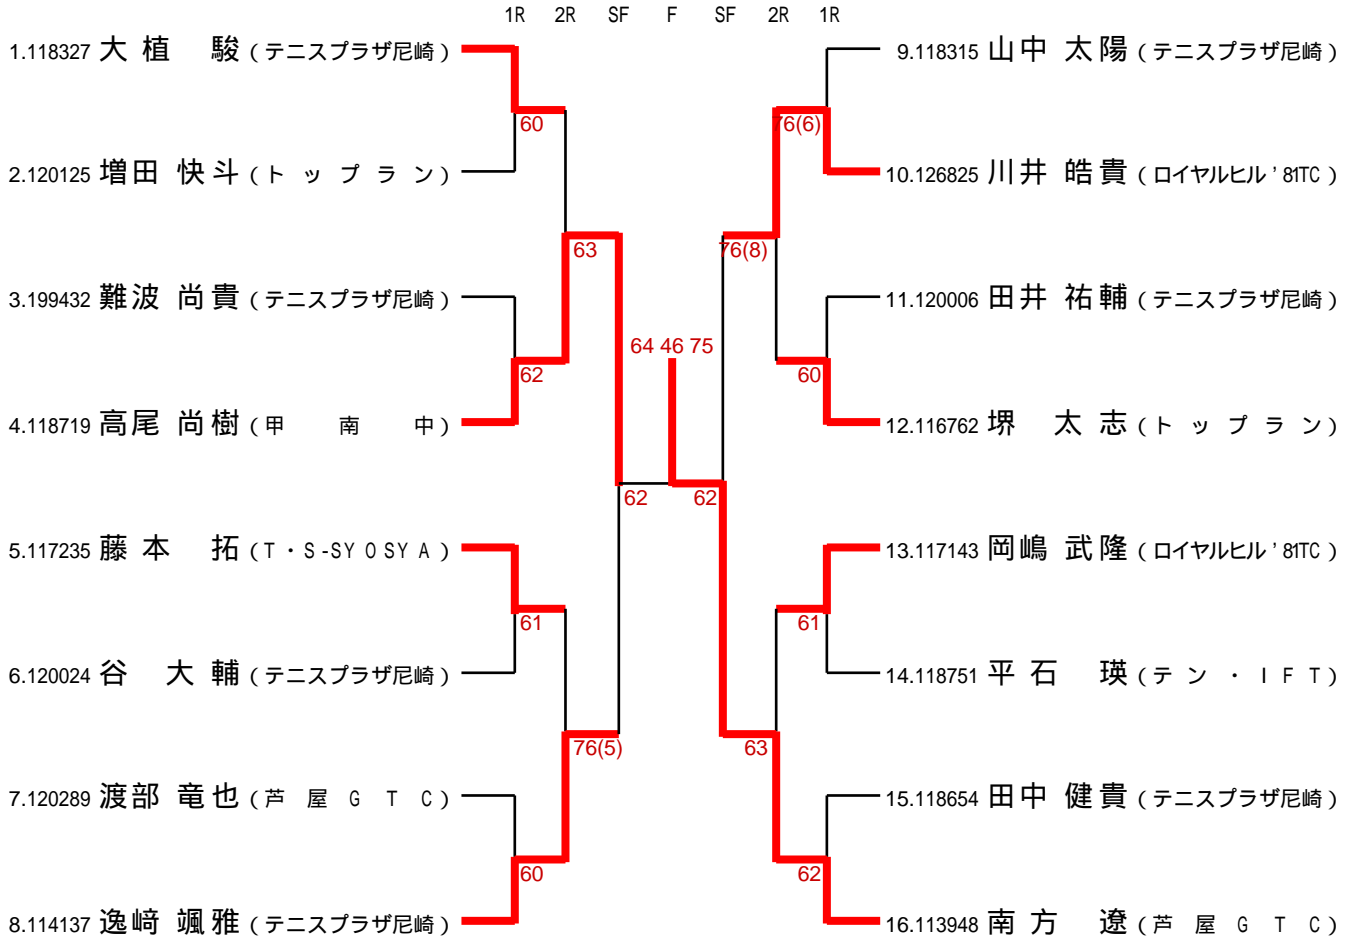 1R 2R SF F SF 2R 1R
1.118327 大植 駿 (テニスプラザ尼崎)
9.118315 山中 太陽 (テニスプラザ尼崎)
60
76(6)
2.120125 増田 快斗 (トップラン)
10.126825 川井 皓貴 (ロイヤルヒル'81TC)
63
76(8)
3.199432 難波 尚貴 (テニスプラザ尼崎)
11.120006 田井 祐輔 (テニスプラザ尼崎)
64 46 75
62
60
4.118719 高尾 尚樹 (甲南中)
12.116762 堺 太志 (トップラン)
62
62
5.117235 藤本 拓 (T・S-SYOSYA)
13.117143 岡嶋 武隆 (ロイヤルヒル'81TC)
61
61
6.120024 谷 大輔 (テニスプラザ尼崎)
14.118751 平石 瑛 (テン・IFT)
76(5)
63
7.120289 渡部 竜也 (芦屋GTC)
15.118654 田中 健貴 (テニスプラザ尼崎)
60
62
8.114137 逸﨑 颯雅 (テニスプラザ尼崎)
16.113948 南方 遼 (芦屋GTC)